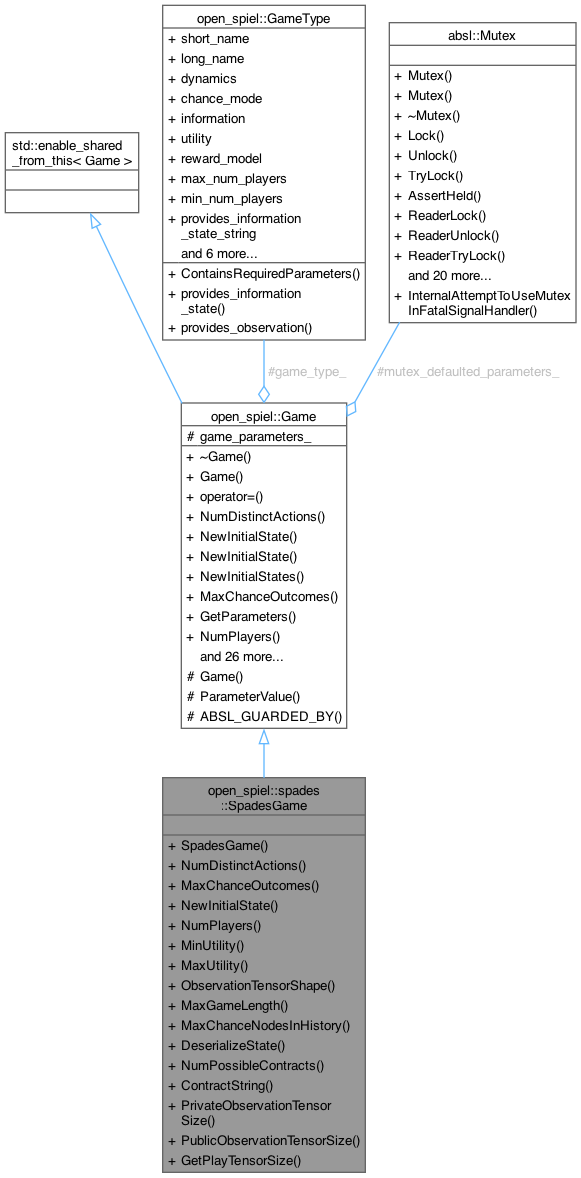 open_spiel::GameType
+ short_name
+ long_name
+ dynamics
+ chance_mode
+ information
+ utility
+ reward_model
+ max_num_players
+ min_num_players
+ provides_information
_state_string
and 6 more...
+ ContainsRequiredParameters()
+ provides_information
_state()
+ provides_observation()
absl::Mutex
+ Mutex()
+ Mutex()
+ ~Mutex()
+ Lock()
+ Unlock()
+ TryLock()
+ AssertHeld()
+ ReaderLock()
+ ReaderUnlock()
+ ReaderTryLock()
and 20 more...
+ InternalAttemptToUseMutex
InFatalSignalHandler()
std::enable_shared
_from_this< Game >
#game_type_
#mutex_defaulted_parameters_
open_spiel::Game
# game_parameters_
+ ~Game()
+ Game()
+ operator=()
+ NumDistinctActions()
+ NewInitialState()
+ NewInitialState()
+ NewInitialStates()
+ MaxChanceOutcomes()
+ GetParameters()
+ NumPlayers()
and 26 more...
# Game()
# ParameterValue()
# ABSL_GUARDED_BY()
open_spiel::spades
::SpadesGame
+ SpadesGame()
+ NumDistinctActions()
+ MaxChanceOutcomes()
+ NewInitialState()
+ NumPlayers()
+ MinUtility()
+ MaxUtility()
+ ObservationTensorShape()
+ MaxGameLength()
+ MaxChanceNodesInHistory()
+ DeserializeState()
+ NumPossibleContracts()
+ ContractString()
+ PrivateObservationTensor
Size()
+ PublicObservationTensorSize()
+ GetPlayTensorSize()